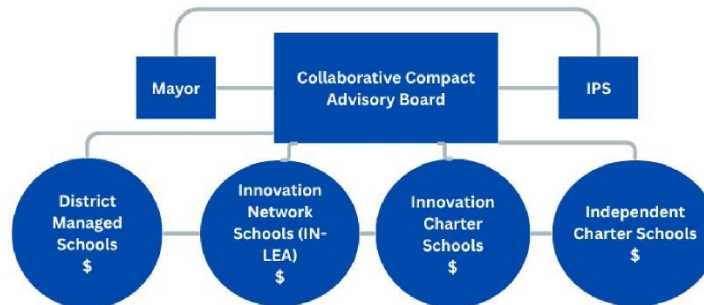 Mayor
Collaborative Compact
Advisory Board
IPS
District
Managed
Schools
$
Innovation
Network
Schools (IN-
LEA)
$
Innovation
Charter
Schools
$
Independent
Charter Schools
$